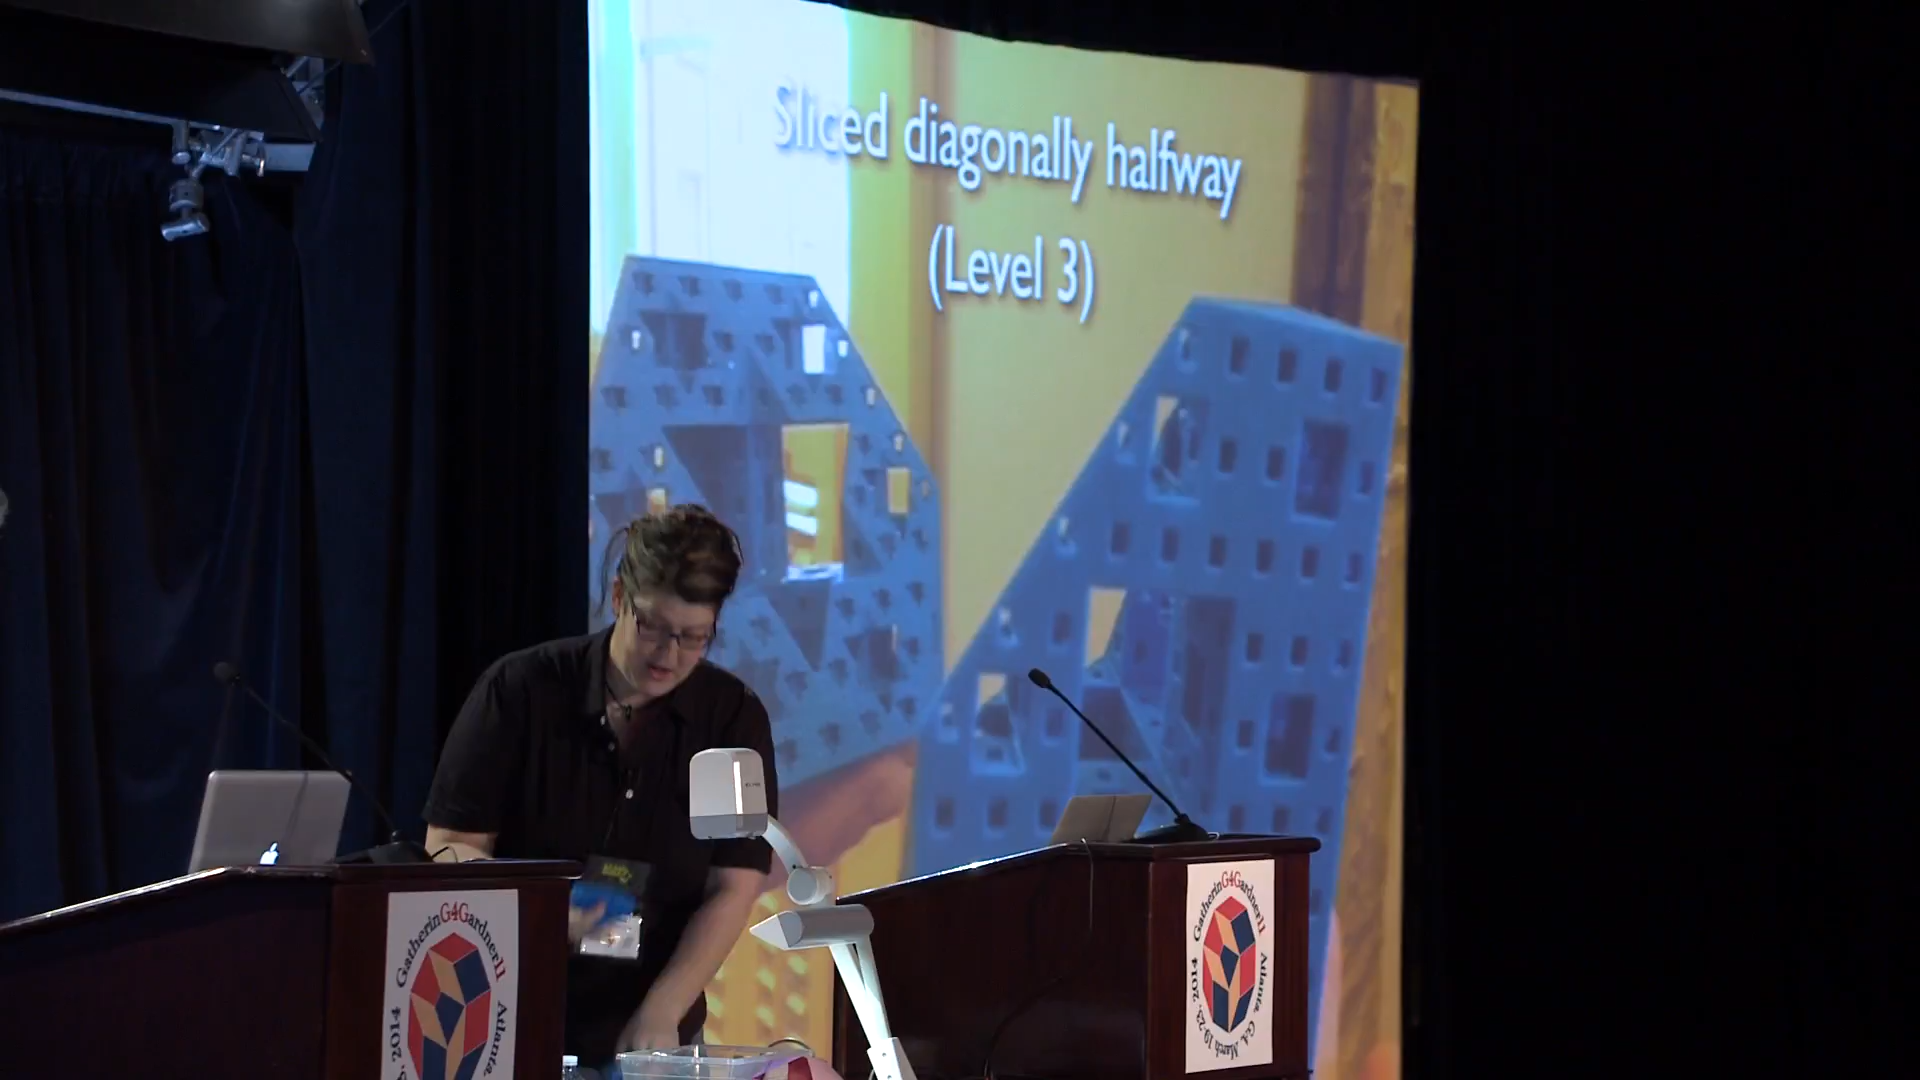 Sliced diagonally halfway
(Level 3)
GatherinG4Gardner11
Atlanta,
2014
GatherinG4Gardner11
Atlanta, GA, March 19-23, 2014